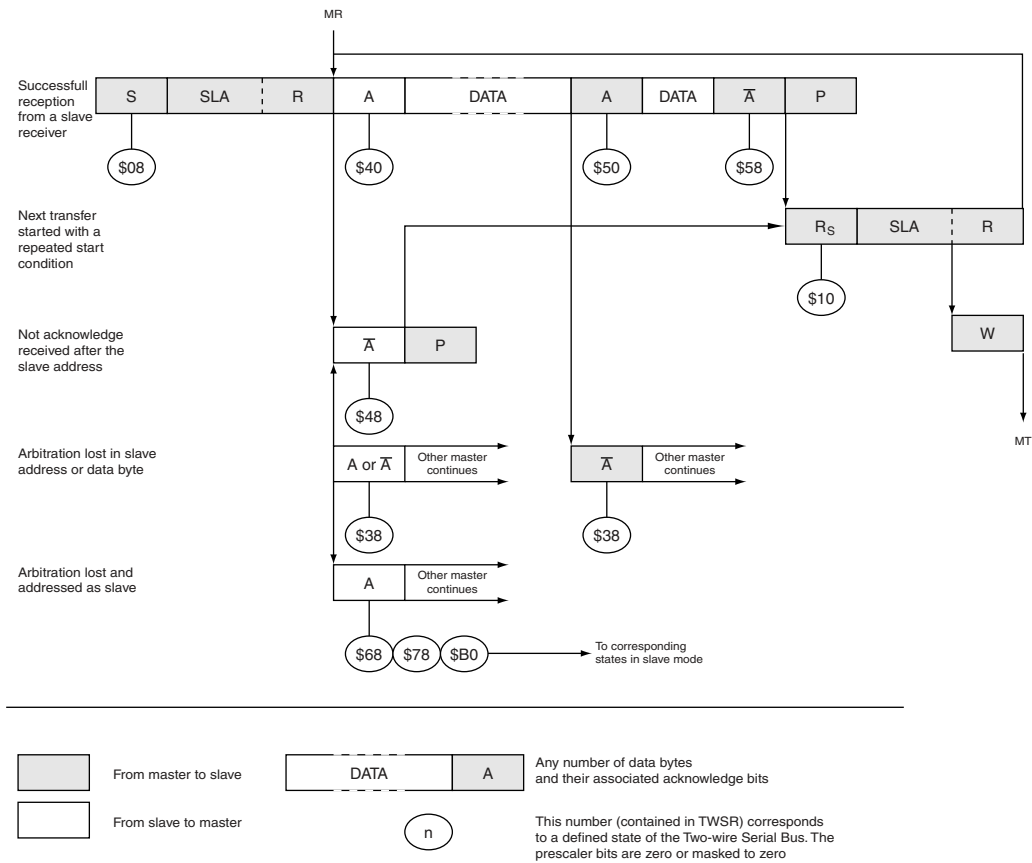 MR
Successfull
reception
from a slave
receiver
S SLA R A DATA A DATA A̅ P
$08 $40 $50 $58
Next transfer
started with a
repeated start
condition
RS SLA R
$10
Not acknowledge
received after the
slave address
A̅ P
W
$48
MT
Arbitration lost in slave
address or data byte
A or A̅
Other master
continues
A̅
Other master
continues
$38 $38
Arbitration lost and
addressed as slave
A
Other master
continues
$68 $78 $B0
To corresponding
states in slave mode
From master to slave
DATA A
Any number of data bytes
and their associated acknowledge bits
From slave to master
n
This number (contained in TWSR) corresponds
to a defined state of the Two-wire Serial Bus. The
prescaler bits are zero or masked to zero